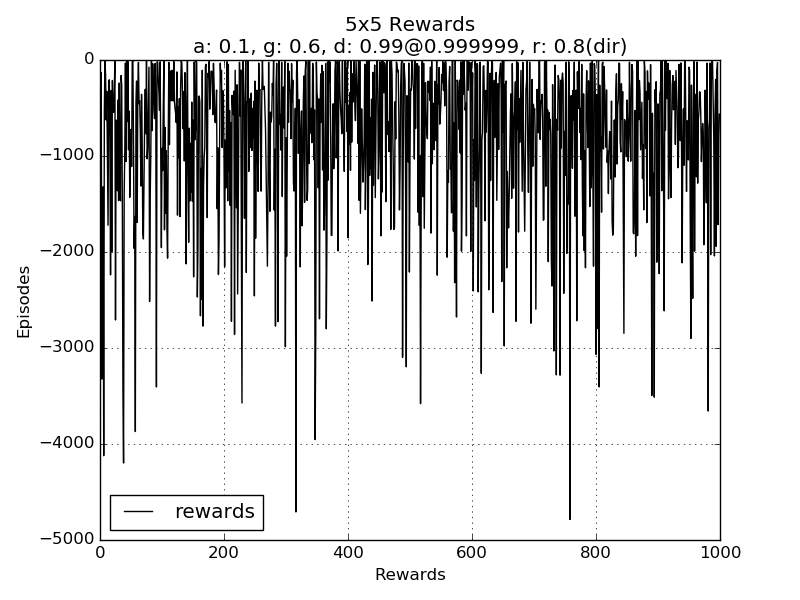 5x5 Rewards
a: 0.1, g: 0.6, d: 0.99@0.999999, r: 0.8(dir)
0
−1000
−2000
−3000
−4000
−5000
Episodes
rewards
0 200 400 600 800 1000
Rewards